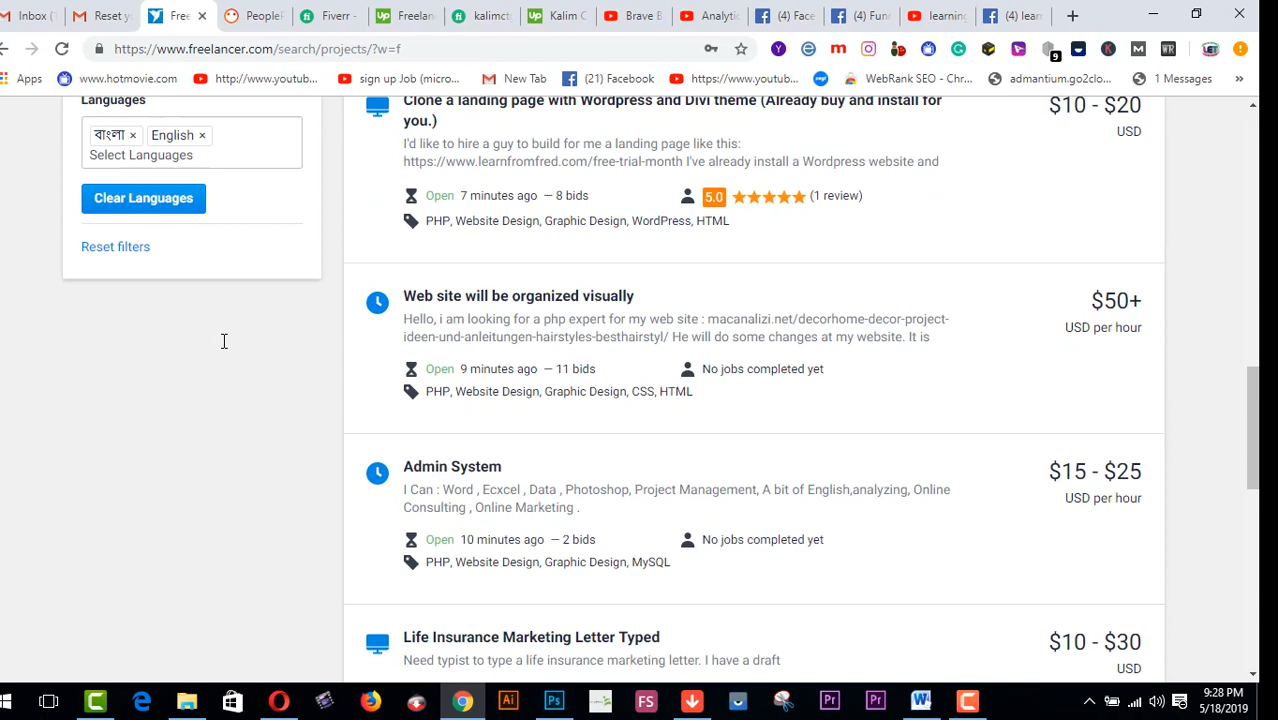 Inbox (
Reset y
Free
PeopleP
Fiverr -
Freelan
kalimct
Kalim C
Brave B
Analytic
(4) Face
(4) Fun
learning
(4) learn
https://www.freelancer.com/search/projects/?w=f
Apps
www.hotmovie.com
http://www.youtub...
sign up Job (micro...
New Tab
(21) Facebook
https://www.youtub...
WebRank SEO - Chr...
admantium.go2clo...
1 Messages
»
Languages
বাংলা × English ×
Select Languages
Clear Languages
Reset filters
Clone a landing page with Wordpress and Divi theme (Already buy and install for
you.)
$10 - $20
USD
I'd like to hire a guy to build for me a landing page like this:
https://www.learnfromfred.com/free-trial-month I've already install a Wordpress website and
Open 7 minutes ago — 8 bids
5.0 (1 review)
PHP, Website Design, Graphic Design, WordPress, HTML
Web site will be organized visually
$50+
USD per hour
Hello, i am looking for a php expert for my web site : macanalizi.net/decorhome-decor-project-
ideen-und-anleitungen-hairstyles-besthairstyl/ He will do some changes at my website. It is
Open 9 minutes ago — 11 bids
No jobs completed yet
PHP, Website Design, Graphic Design, CSS, HTML
Admin System
$15 - $25
USD per hour
I Can : Word , Ecxcel , Data , Photoshop, Project Management, A bit of English,analyzing, Online
Consulting , Online Marketing .
Open 10 minutes ago — 2 bids
No jobs completed yet
PHP, Website Design, Graphic Design, MySQL
Life Insurance Marketing Letter Typed
$10 - $30
USD
Need typist to type a life insurance marketing letter. I have a draft
9:28 PM
5/18/2019